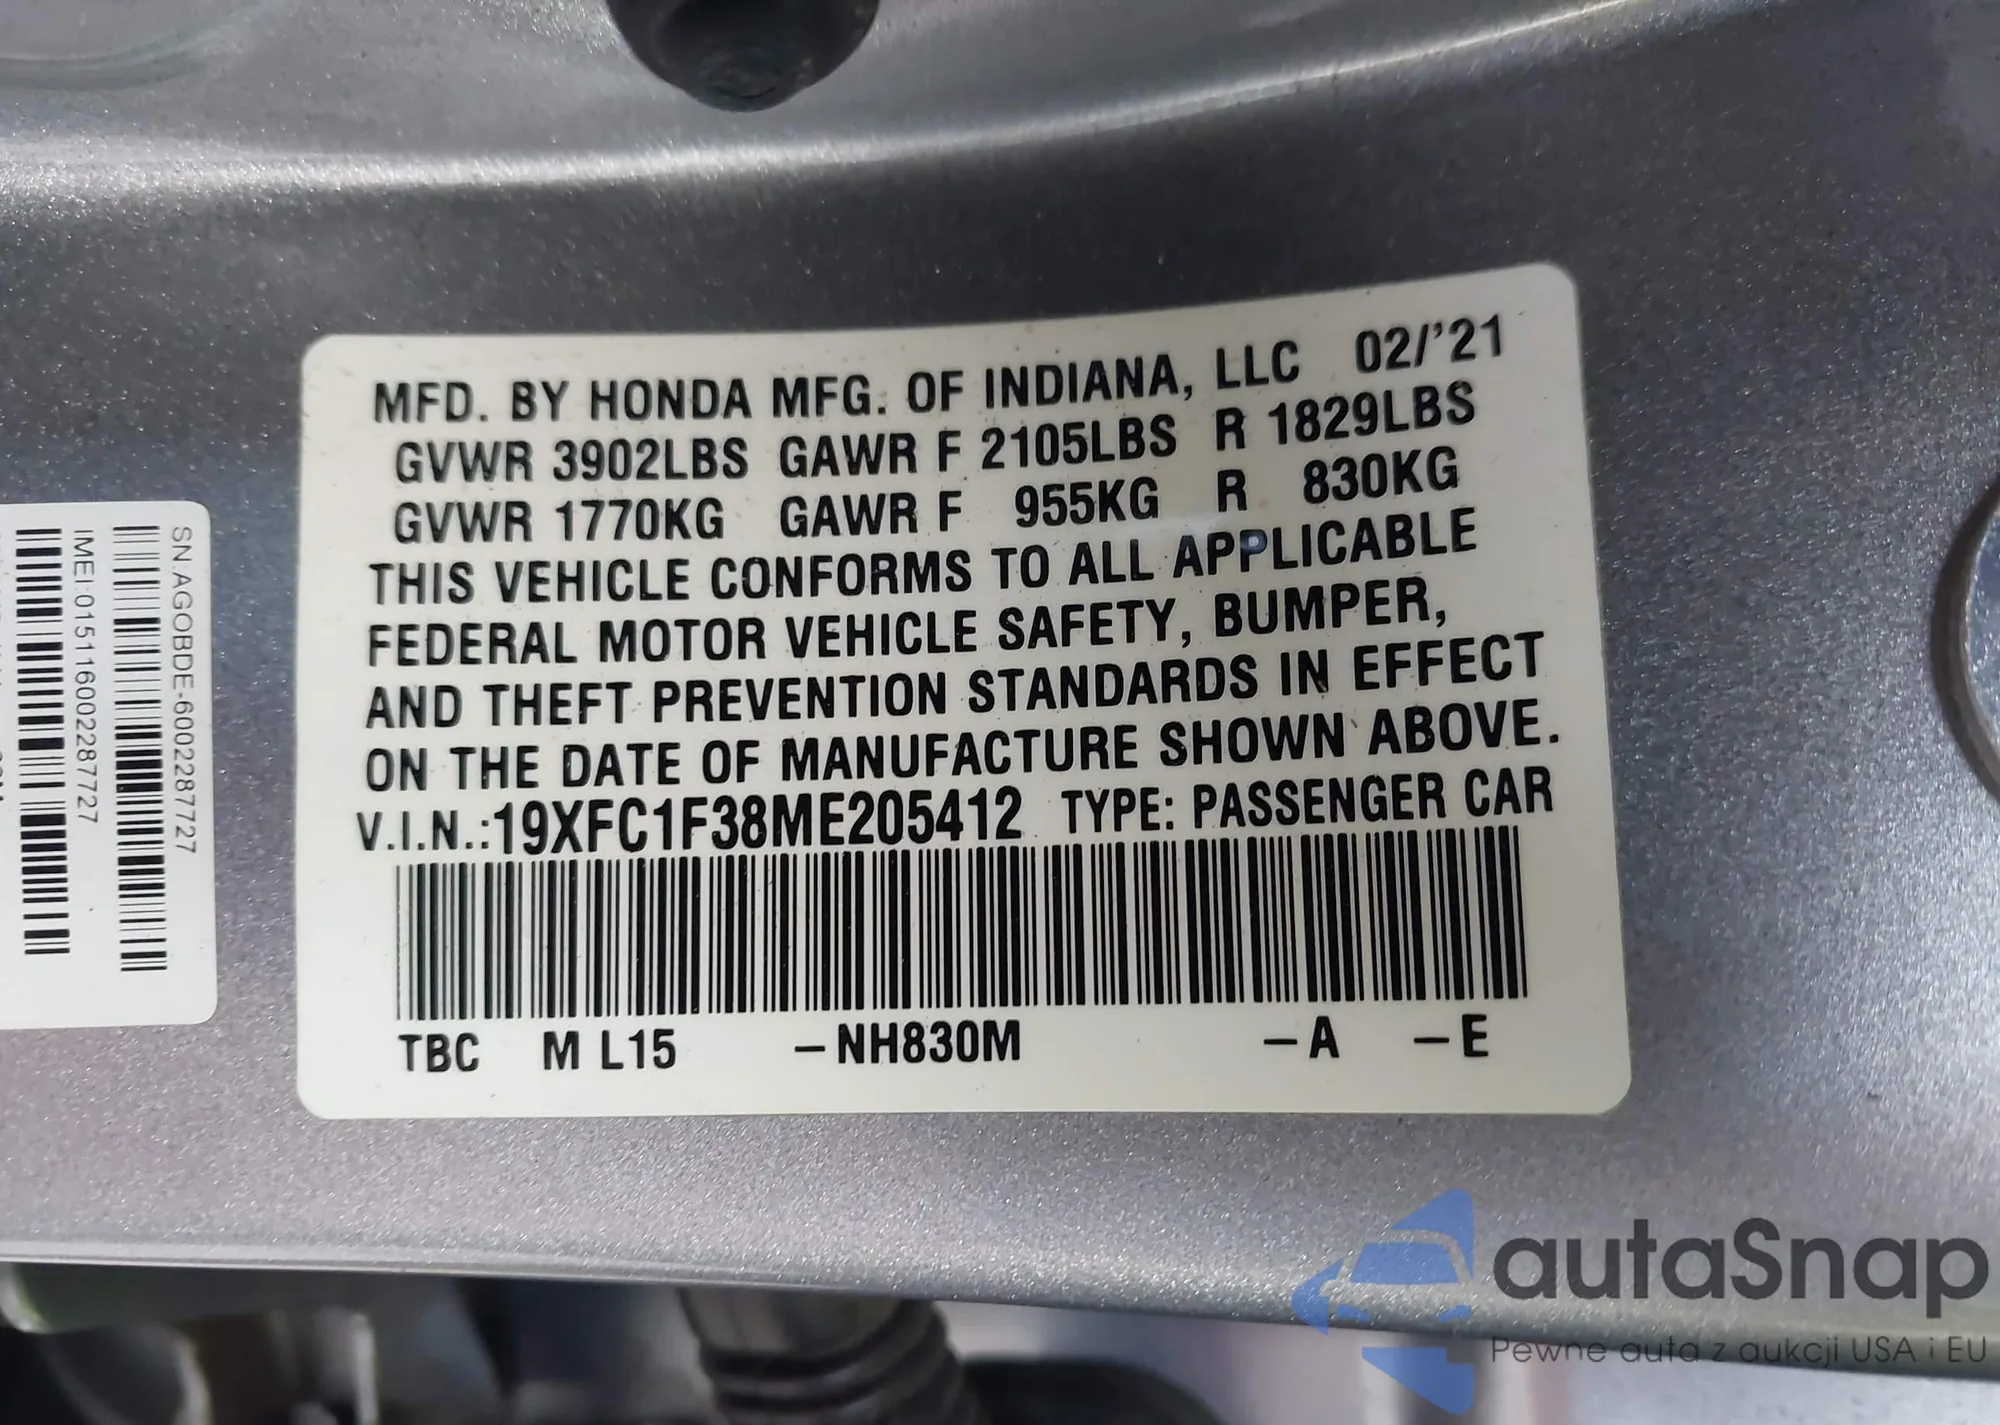 MFD. BY HONDA MFG. OF INDIANA, LLC 02/'21
GVWR 3902LBS GAWR F 2105LBS R 1829LBS
GVWR 1770KG GAWR F 955KG R 830KG
THIS VEHICLE CONFORMS TO ALL APPLICABLE
FEDERAL MOTOR VEHICLE SAFETY, BUMPER,
AND THEFT PREVENTION STANDARDS IN EFFECT
ON THE DATE OF MANUFACTURE SHOWN ABOVE.
V.I.N.:19XFC1F38ME205412 TYPE: PASSENGER CAR
TBC M L15 –NH830M –A –E
SN:AGOBDE-6002287727
IMEI:015116002287727
autaSnap
Pewne auta z aukcji USA i EU